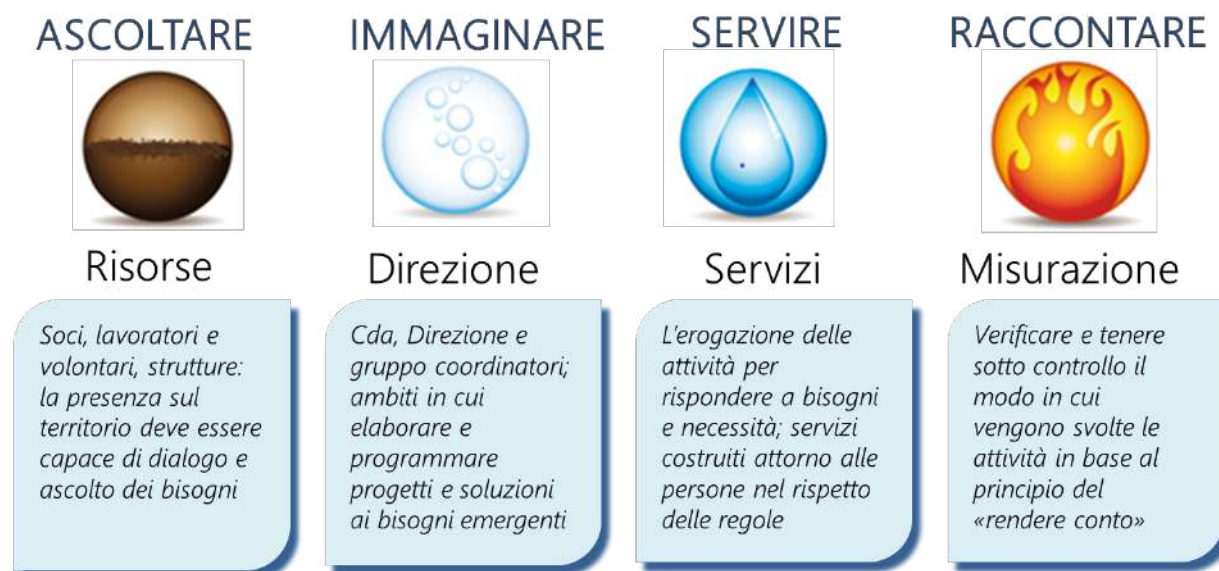 ASCOLTARE
IMMAGINARE
SERVIRE
RACCONTARE
Risorse
Direzione
Servizi
Misurazione
Soci, lavoratori e
volontari, strutture:
la presenza sul
territorio deve essere
capace di dialogo e
ascolto dei bisogni
Cda, Direzione e
gruppo coordinatori;
ambiti in cui
elaborare e
programmare
progetti e soluzioni
ai bisogni emergenti
L'erogazione delle
attività per
rispondere a bisogni
e necessità; servizi
costruiti attorno alle
persone nel rispetto
delle regole
Verificare e tenere
sotto controllo il
modo in cui
vengono svolte le
attività in base al
principio del
«rendere conto»